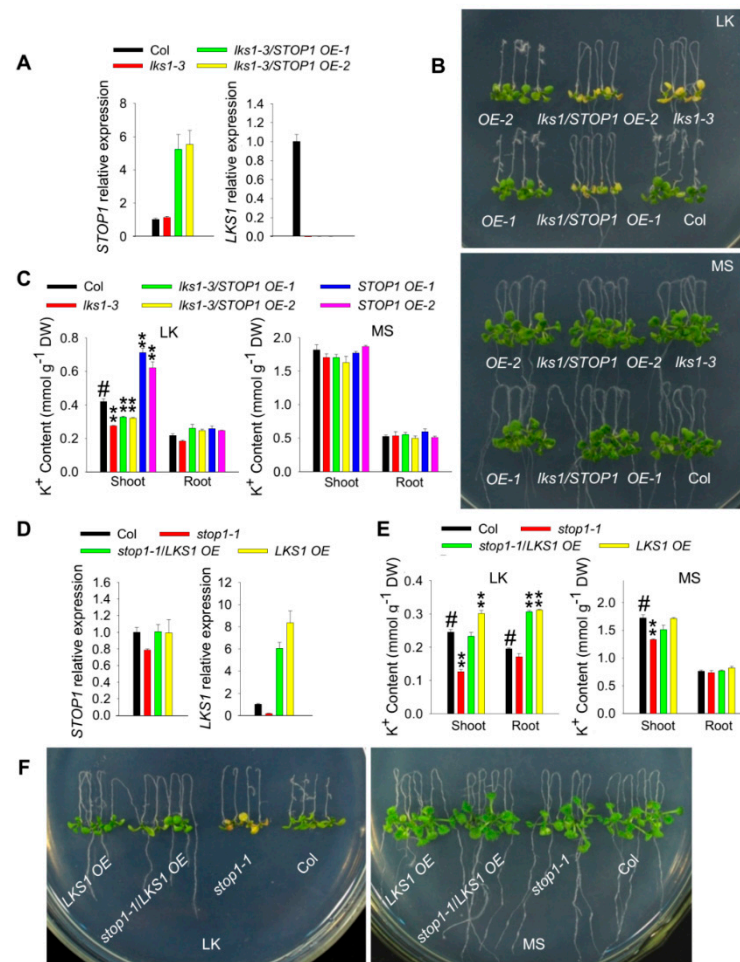 A
Col
lks1-3/STOP1 OE-1
lks1-3
lks1-3/STOP1 OE-2
STOP1 relative expression
8
6
4
2
0
LKS1 relative expression
1.4
1.2
1.0
0.8
0.6
0.4
0.2
0.0
B
LK
OE-2 lks1/STOP1 OE-2 lks1-3
OE-1 lks1/STOP1 OE-1 Col
MS
OE-2 lks1/STOP1 OE-2 lks1-3
OE-1 lks1/STOP1 OE-1 Col
C
Col
lks1-3/STOP1 OE-1
STOP1 OE-1
lks1-3
lks1-3/STOP1 OE-2
STOP1 OE-2
LK
K+ Content (mmol g-1 DW)
0.8
0.6
0.4
0.2
0.0
#
**
**
**
**
**
Shoot Root
MS
K+ Content (mmol g-1 DW)
2.0
1.5
1.0
0.5
0.0
Shoot Root
D
Col
stop1-1
stop1-1/LKS1 OE
LKS1 OE
STOP1 relative expression
1.4
1.2
1.0
0.8
0.6
0.4
0.2
0.0
LKS1 relative expression
12
10
8
6
4
2
0
E
Col
stop1-1
stop1-1/LKS1 OE
LKS1 OE
LK
K+ Content (mmol g-1 DW)
0.4
0.3
0.2
0.1
0.0
#
**
**
#
**
**
Shoot Root
MS
K+ Content (mmol g-1 DW)
2.0
1.5
1.0
0.5
0.0
#
**
Shoot Root
F
LKS1 OE
stop1-1/LKS1 OE
stop1-1
Col
LK
LKS1 OE
stop1-1/LKS1 OE
stop1-1
Col
MS